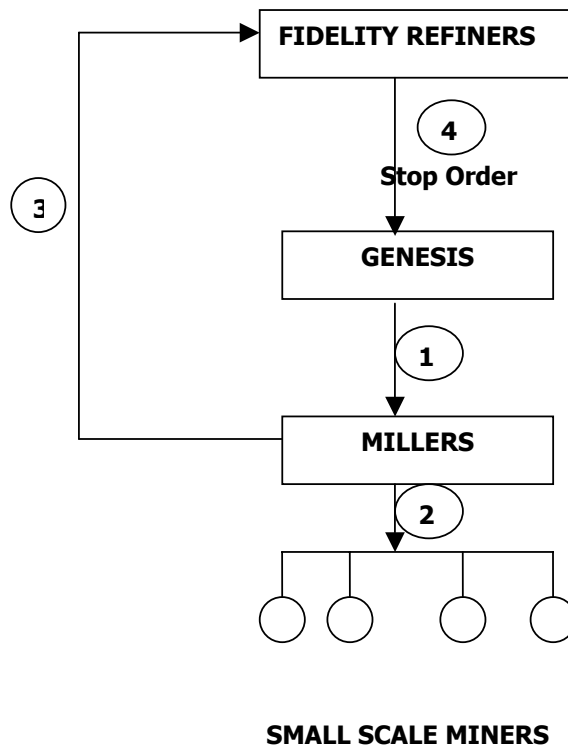 FIDELITY REFINERS
4
Stop Order
3
GENESIS
1
MILLERS
2
SMALL SCALE MINERS